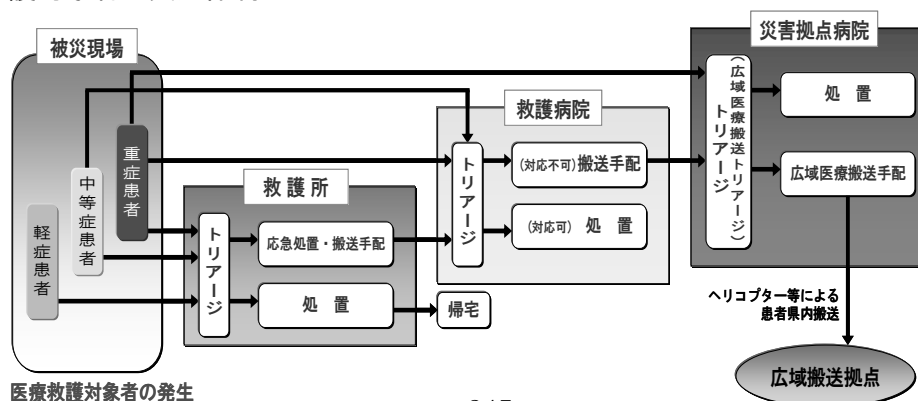 被災現場
重症患者
中等症患者
軽症患者
医療救護対象者の発生
救護所
トリアージ
応急処置・搬送手配
処 置
帰宅
救護病院
トリアージ
(対応不可)搬送手配
(対応可) 処 置
災害拠点病院
トリアージ
(広域医療搬送トリアージ)
処 置
広域医療搬送手配
ヘリコプター等による
患者県内搬送
広域搬送拠点